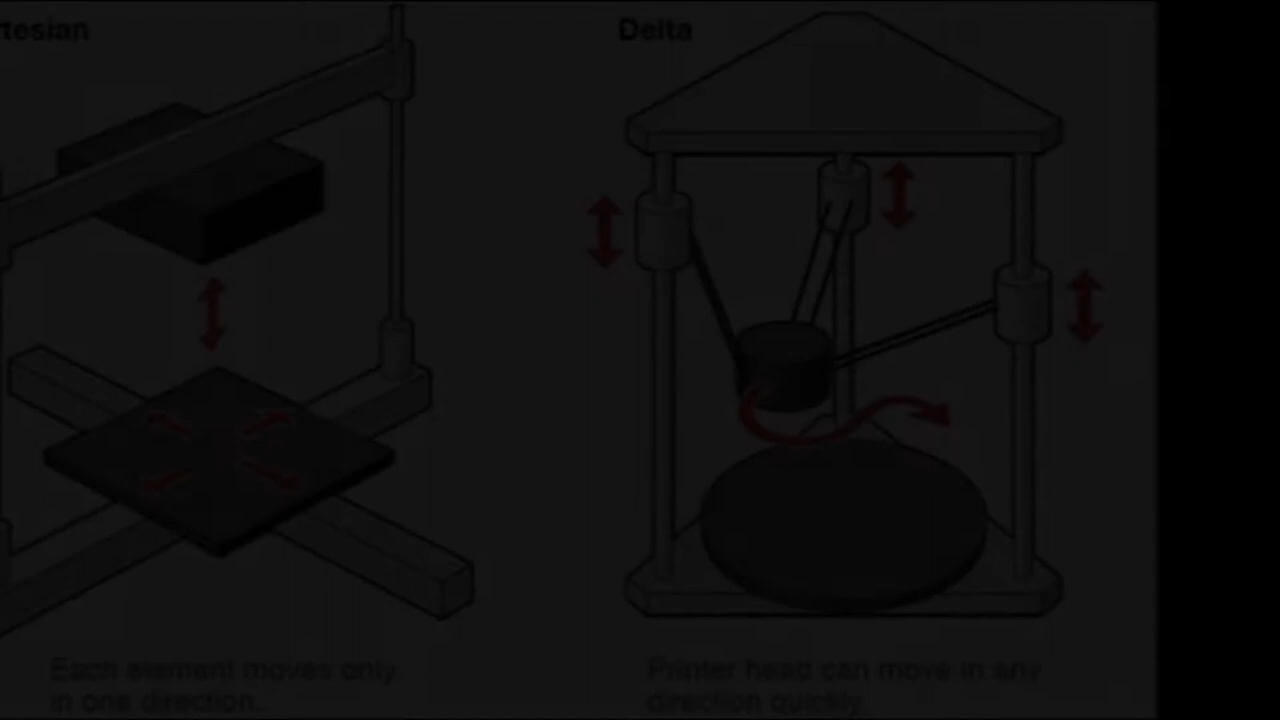 rtesian
Delta
Each element moves only
in one direction.
Printer head can move in any
direction quickly.